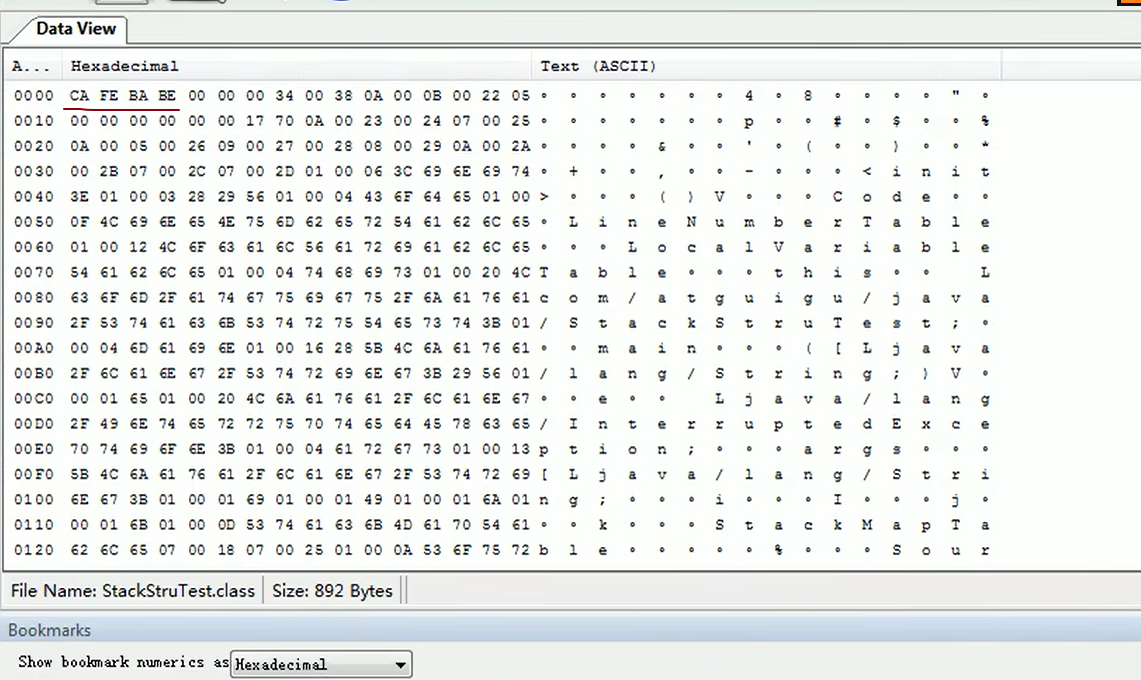 Data View
A... Hexadecimal Text (ASCII)
0000 CA FE BA BE 00 00 00 34 00 38 0A 00 0B 00 22 05 ∘ ∘ ∘ ∘ ∘ ∘ ∘ 4 ∘ 8 ∘ ∘ ∘ ∘ " ∘
0010 00 00 00 00 00 00 17 70 0A 00 23 00 24 07 00 25 ∘ ∘ ∘ ∘ ∘ ∘ ∘ p ∘ ∘ # ∘ $ ∘ ∘ %
0020 0A 00 05 00 26 09 00 27 00 28 08 00 29 0A 00 2A ∘ ∘ ∘ ∘ & ∘ ∘ ' ∘ ( ∘ ∘ ) ∘ ∘ *
0030 00 2B 07 00 2C 07 00 2D 01 00 06 3C 69 6E 69 74 ∘ + ∘ ∘ , ∘ ∘ - ∘ ∘ ∘ < i n i t
0040 3E 01 00 03 28 29 56 01 00 04 43 6F 64 65 01 00 > ∘ ∘ ∘ ( ) V ∘ ∘ ∘ C o d e ∘ ∘
0050 0F 4C 69 6E 65 4E 75 6D 62 65 72 54 61 62 6C 65 ∘ L i n e N u m b e r T a b l e
0060 01 00 12 4C 6F 63 61 6C 56 61 72 69 61 62 6C 65 ∘ ∘ ∘ L o c a l V a r i a b l e
0070 54 61 62 6C 65 01 00 04 74 68 69 73 01 00 20 4C T a b l e ∘ ∘ ∘ t h i s ∘ ∘ L
0080 63 6F 6D 2F 61 74 67 75 69 67 75 2F 6A 61 76 61 c o m / a t g u i g u / j a v a
0090 2F 53 74 61 63 6B 53 74 72 75 54 65 73 74 3B 01 / S t a c k S t r u T e s t ; ∘
00A0 00 04 6D 61 69 6E 01 00 16 28 5B 4C 6A 61 76 61 ∘ ∘ m a i n ∘ ∘ ∘ ( [ L j a v a
00B0 2F 6C 61 6E 67 2F 53 74 72 69 6E 67 3B 29 56 01 / l a n g / S t r i n g ; ) V ∘
00C0 00 01 65 01 00 20 4C 6A 61 76 61 2F 6C 61 6E 67 ∘ ∘ e ∘ ∘ L j a v a / l a n g
00D0 2F 49 6E 74 65 72 72 75 70 74 65 64 45 78 63 65 / I n t e r r u p t e d E x c e
00E0 70 74 69 6F 6E 3B 01 00 04 61 72 67 73 01 00 13 p t i o n ; ∘ ∘ ∘ a r g s ∘ ∘ ∘
00F0 5B 4C 6A 61 76 61 2F 6C 61 6E 67 2F 53 74 72 69 [ L j a v a / l a n g / S t r i
0100 6E 67 3B 01 00 01 69 01 00 01 49 01 00 01 6A 01 n g ; ∘ ∘ ∘ i ∘ ∘ ∘ I ∘ ∘ ∘ j ∘
0110 00 01 6B 01 00 0D 53 74 61 63 6B 4D 61 70 54 61 ∘ ∘ k ∘ ∘ ∘ S t a c k M a p T a
0120 62 6C 65 07 00 18 07 00 25 01 00 0A 53 6F 75 72 b l e ∘ ∘ ∘ ∘ ∘ % ∘ ∘ ∘ S o u r
File Name: StackStruTest.class Size: 892 Bytes
Bookmarks
Show bookmark numerics as Hexadecimal